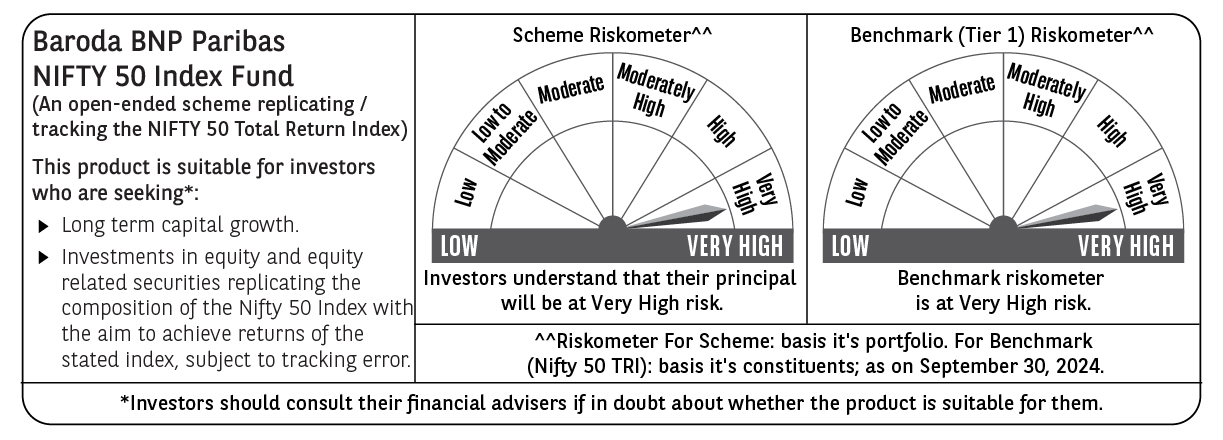 Baroda BNP Paribas
NIFTY 50 Index Fund
(An open-ended scheme replicating /
tracking the NIFTY 50 Total Return Index)
This product is suitable for investors
who are seeking*:
▶ Long term capital growth.
▶ Investments in equity and equity
related securities replicating the
composition of the Nifty 50 Index with
the aim to achieve returns of the
stated index, subject to tracking error.
Scheme Riskometer^^
Low
Low to
Moderate
Moderate
Moderately
High
High
Very
High
LOW
VERY HIGH
Investors understand that their principal
will be at Very High risk.
Benchmark (Tier 1) Riskometer^^
Low
Low to
Moderate
Moderate
Moderately
High
High
Very
High
LOW
VERY HIGH
Benchmark riskometer
is at Very High risk.
^^Riskometer For Scheme: basis it's portfolio. For Benchmark
(Nifty 50 TRI): basis it's constituents; as on September 30, 2024.
*Investors should consult their financial advisers if in doubt about whether the product is suitable for them.